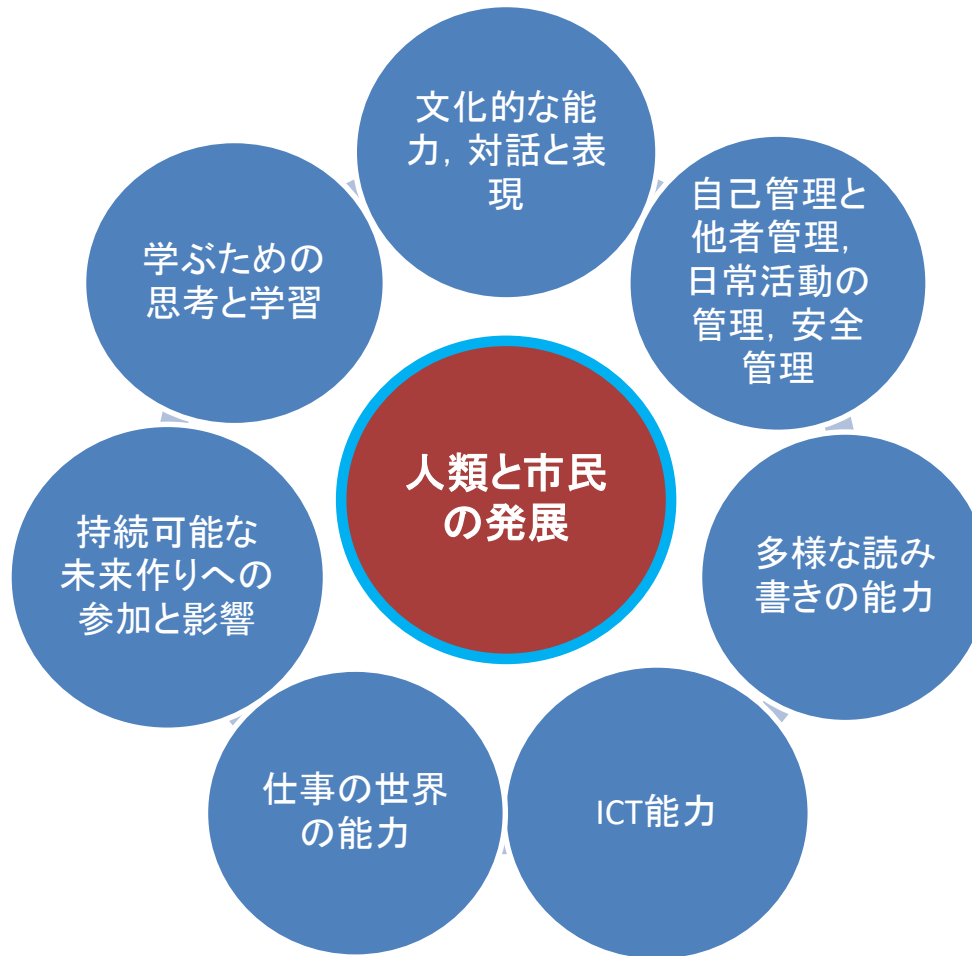 文化的な能
力，対話と表
現
自己管理と
他者管理，
日常活動の
管理，安全
管理
多様な読み
書きの能力
ICT能力
仕事の世界
の能力
持続可能な
未来作りへの
参加と影響
学ぶための
思考と学習
人類と市民
の発展